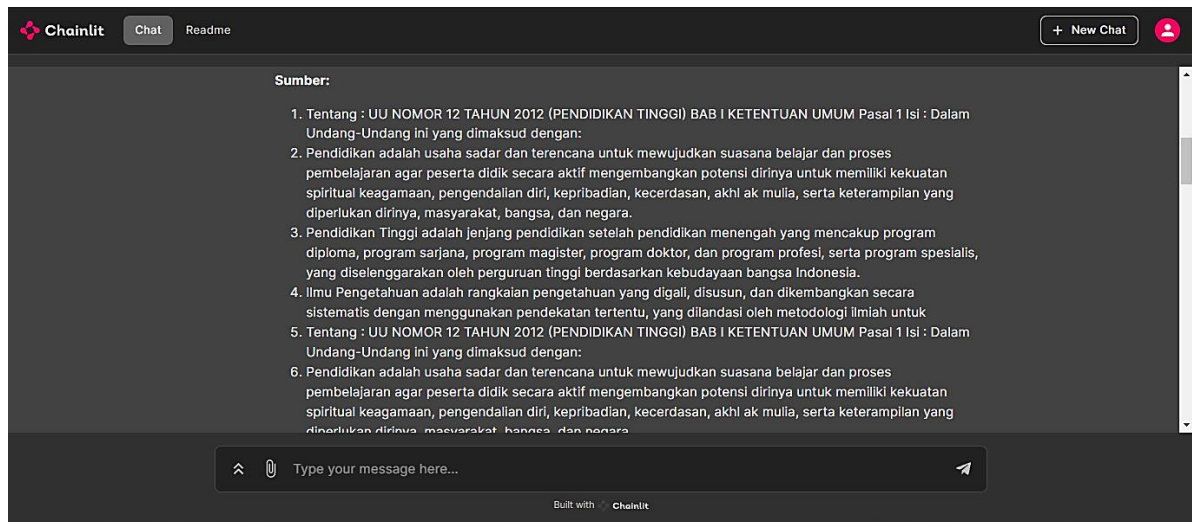 Chainlit Chat Readme + New Chat
Sumber:
1. Tentang : UU NOMOR 12 TAHUN 2012 (PENDIDIKAN TINGGI) BAB I KETENTUAN UMUM Pasal 1 Isi : Dalam
Undang-Undang ini yang dimaksud dengan:
2. Pendidikan adalah usaha sadar dan terencana untuk mewujudkan suasana belajar dan proses
pembelajaran agar peserta didik secara aktif mengembangkan potensi dirinya untuk memiliki kekuatan
spiritual keagamaan, pengendalian diri, kepribadian, kecerdasan, akhl ak mulia, serta keterampilan yang
diperlukan dirinya, masyarakat, bangsa, dan negara.
3. Pendidikan Tinggi adalah jenjang pendidikan setelah pendidikan menengah yang mencakup program
diploma, program sarjana, program magister, program doktor, dan program profesi, serta program spesialis,
yang diselenggarakan oleh perguruan tinggi berdasarkan kebudayaan bangsa Indonesia.
4. Ilmu Pengetahuan adalah rangkaian pengetahuan yang digali, disusun, dan dikembangkan secara
sistematis dengan menggunakan pendekatan tertentu, yang dilandasi oleh metodologi ilmiah untuk
5. Tentang : UU NOMOR 12 TAHUN 2012 (PENDIDIKAN TINGGI) BAB I KETENTUAN UMUM Pasal 1 Isi : Dalam
Undang-Undang ini yang dimaksud dengan:
6. Pendidikan adalah usaha sadar dan terencana untuk mewujudkan suasana belajar dan proses
pembelajaran agar peserta didik secara aktif mengembangkan potensi dirinya untuk memiliki kekuatan
spiritual keagamaan, pengendalian diri, kepribadian, kecerdasan, akhl ak mulia, serta keterampilan yang
diperlukan dirinya, masyarakat, bangsa, dan negara
Type your message here...
Built with Chainlit